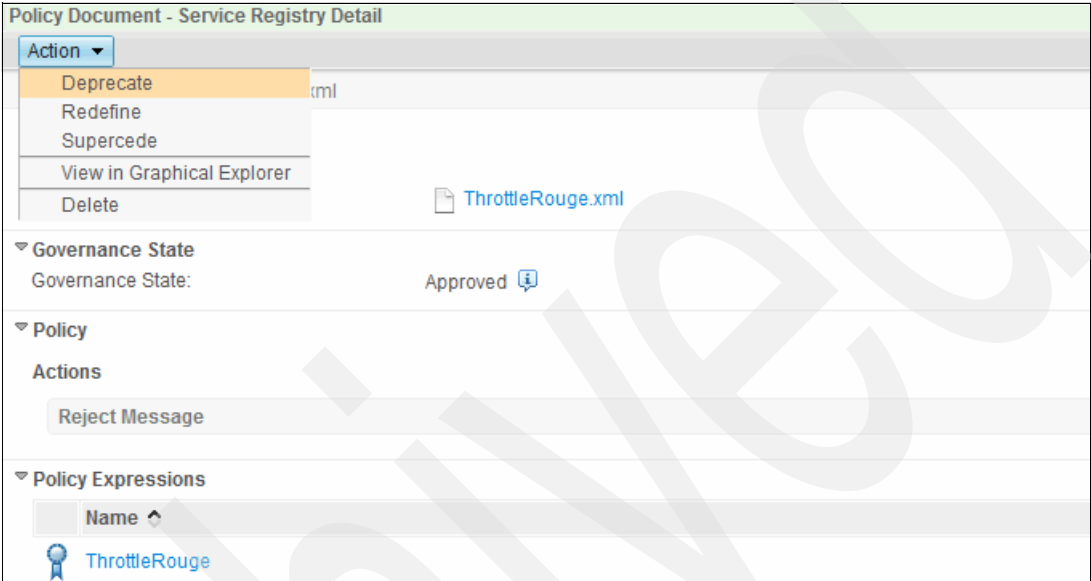 Policy Document - Service Registry Detail
Action
Deprecate
xml
Redefine
Supercede
View in Graphical Explorer
Delete
ThrottleRouge.xml
Governance State
Governance State:
Approved
Policy
Actions
Reject Message
Policy Expressions
Name
ThrottleRouge